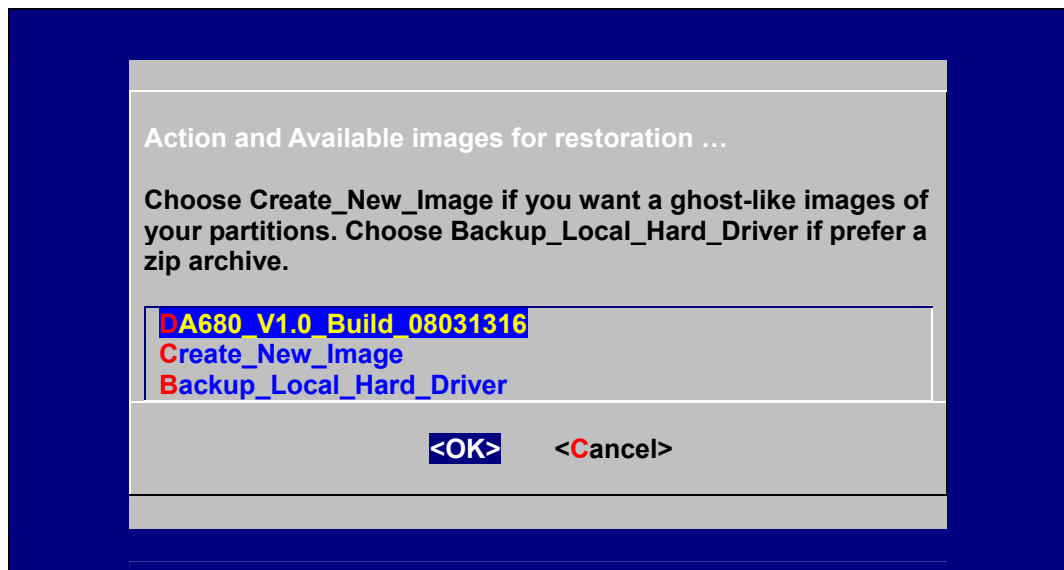 Action and Available images for restoration …
Choose Create_New_Image if you want a ghost-like images of
your partitions. Choose Backup_Local_Hard_Driver if prefer a
zip archive.
DA680_V1.0_Build_08031316
Create_New_Image
Backup_Local_Hard_Driver
<OK> <Cancel>